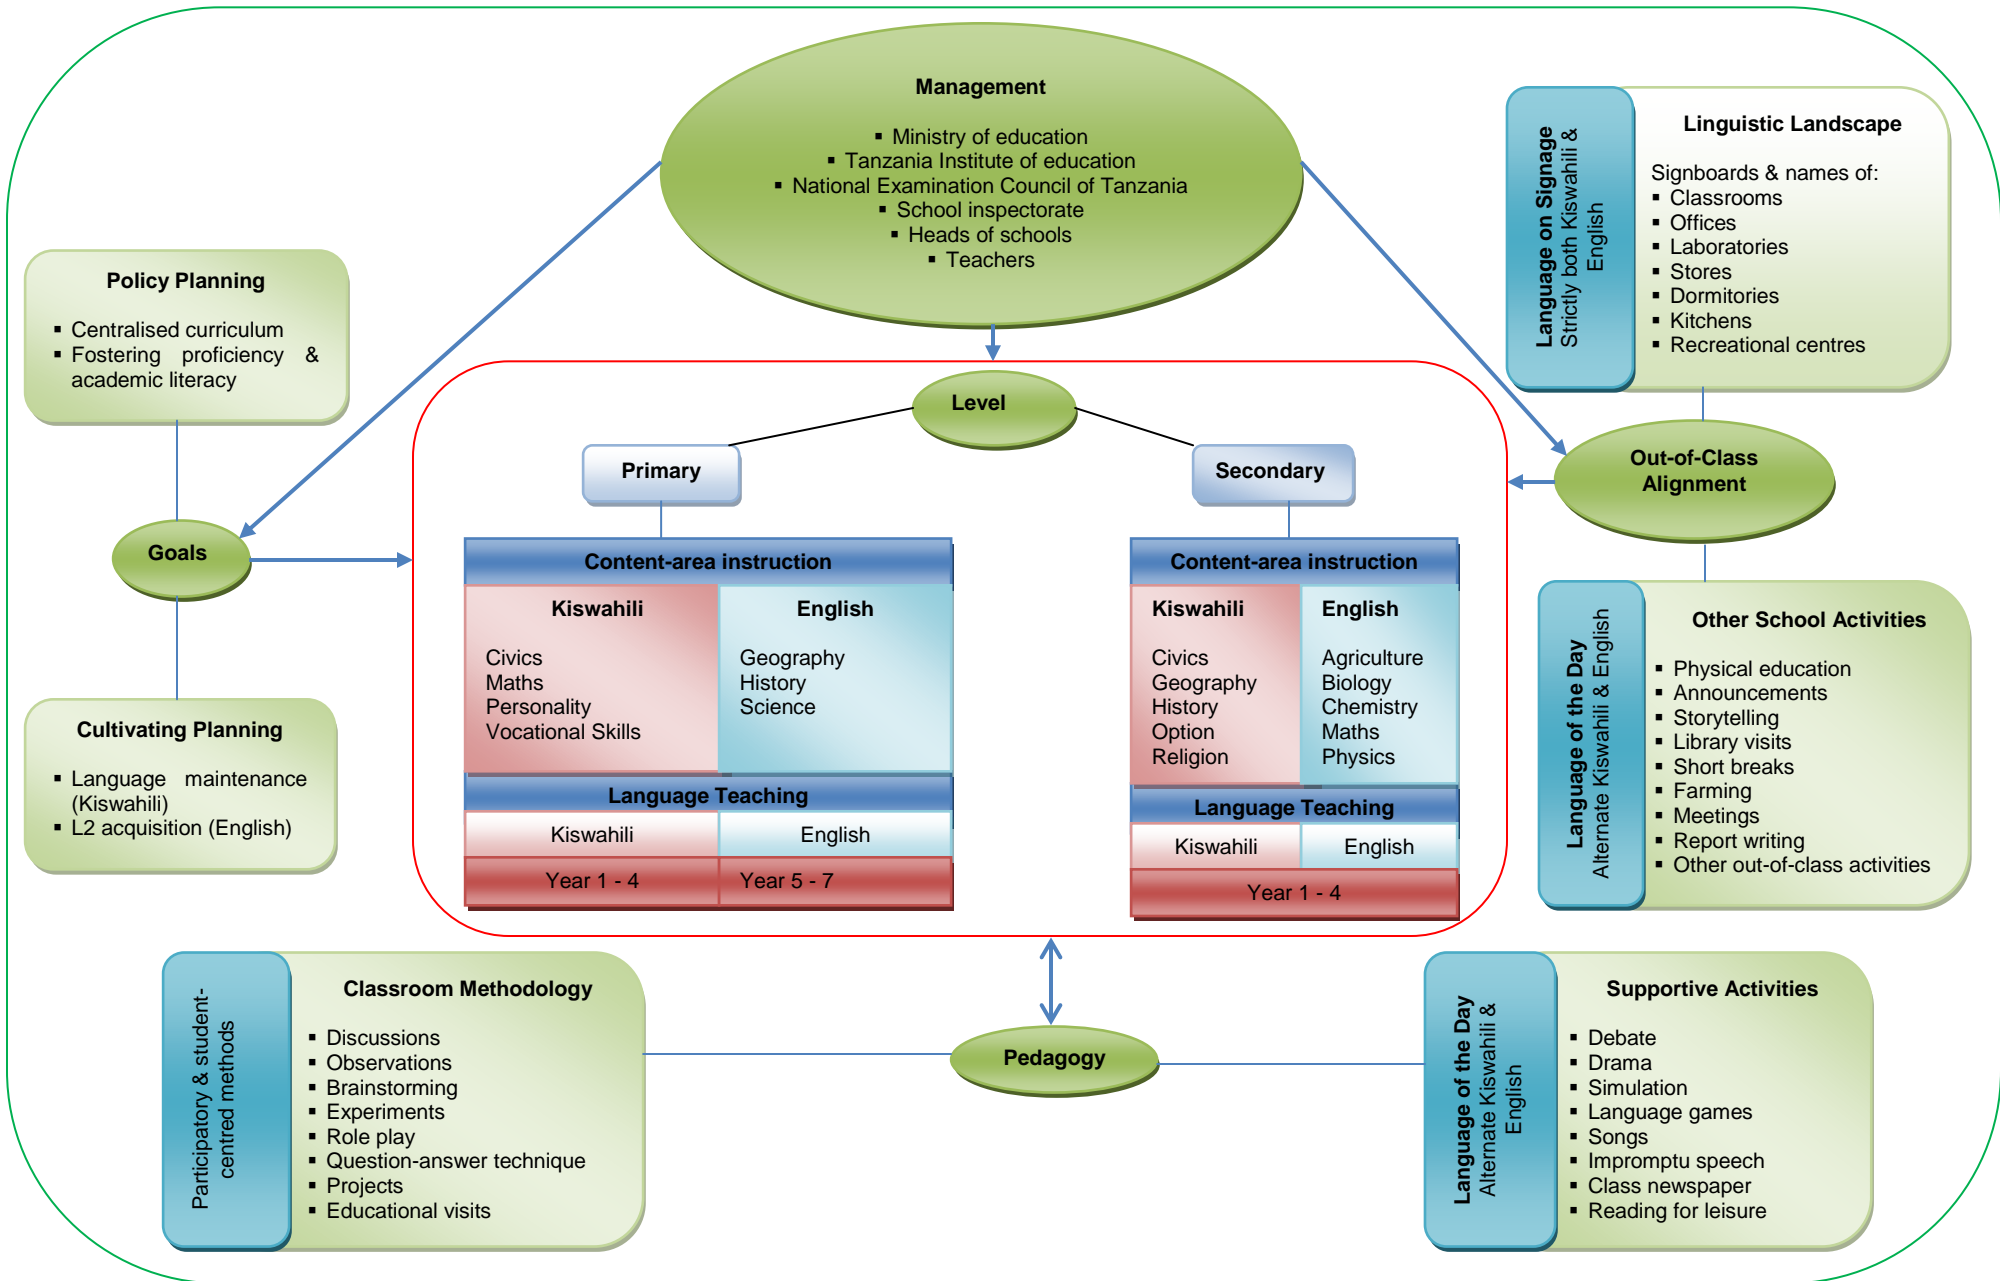 Management
▪ Ministry of education
▪ Tanzania Institute of education
▪ National Examination Council of Tanzania
▪ School inspectorate
▪ Heads of schools
▪ Teachers
Policy Planning
▪ Centralised curriculum
▪ Fostering proficiency &
academic literacy
Goals
Cultivating Planning
▪ Language maintenance
(Kiswahili)
▪ L2 acquisition (English)
Level
Primary
Content-area instruction
Kiswahili
Civics
Maths
Personality
Vocational Skills
English
Geography
History
Science
Language Teaching
Kiswahili
English
Year 1 - 4
Year 5 - 7
Secondary
Content-area instruction
Kiswahili
Civics
Geography
History
Option
Religion
English
Agriculture
Biology
Chemistry
Maths
Physics
Language Teaching
Kiswahili
English
Year 1 - 4
Language on Signage
Strictly both Kiswahili &
English
Linguistic Landscape
Signboards & names of:
▪ Classrooms
▪ Offices
▪ Laboratories
▪ Stores
▪ Dormitories
▪ Kitchens
▪ Recreational centres
Out-of-Class
Alignment
Language of the Day
Alternate Kiswahili & English
Other School Activities
▪ Physical education
▪ Announcements
▪ Storytelling
▪ Library visits
▪ Short breaks
▪ Farming
▪ Meetings
▪ Report writing
▪ Other out-of-class activities
Participatory & student-
centred methods
Classroom Methodology
▪ Discussions
▪ Observations
▪ Brainstorming
▪ Experiments
▪ Role play
▪ Question-answer technique
▪ Projects
▪ Educational visits
Pedagogy
Language of the Day
Alternate Kiswahili &
English
Supportive Activities
▪ Debate
▪ Drama
▪ Simulation
▪ Language games
▪ Songs
▪ Impromptu speech
▪ Class newspaper
▪ Reading for leisure